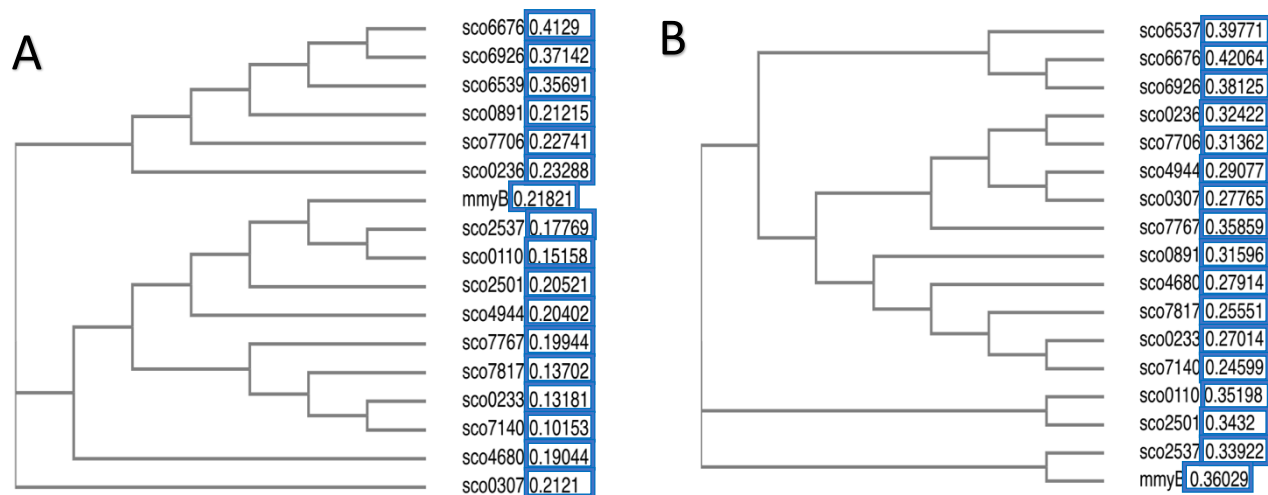 A
sco6676 0.4129
sco6926 0.37142
sco6539 0.35691
sco0891 0.21215
sco7706 0.22741
sco0236 0.23288
mmyB 0.21821
sco2537 0.17769
sco0110 0.15158
sco2501 0.20521
sco4944 0.20402
sco7767 0.19944
sco7817 0.13702
sco0233 0.13181
sco7140 0.10153
sco4680 0.19044
sco0307 0.2121
B
sco6537 0.39771
sco6676 0.42064
sco6926 0.38125
sco0236 0.32422
sco7706 0.31362
sco4944 0.29077
sco0307 0.27765
sco7767 0.35859
sco0891 0.31596
sco4680 0.27914
sco7817 0.25551
sco0233 0.27014
sco7140 0.24599
sco0110 0.35198
sco2501 0.3432
sco2537 0.33922
mmyB 0.36029